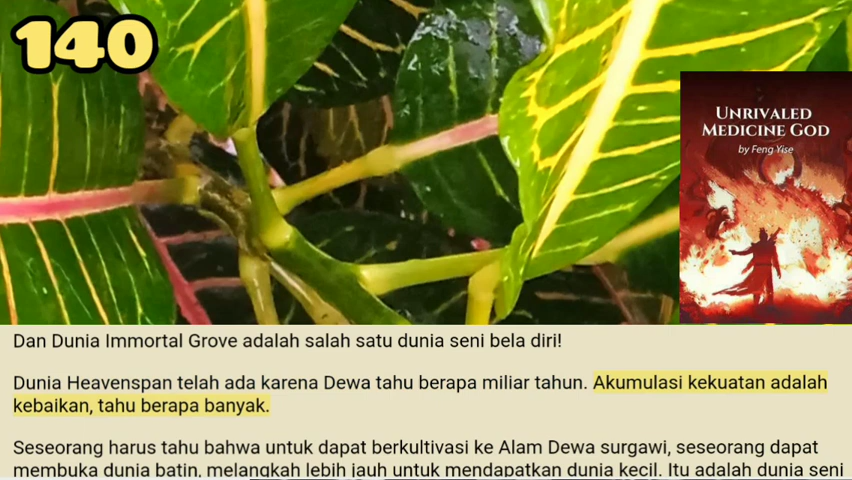 140
UNRIVALED
MEDICINE GOD
by Feng Yise
Dan Dunia Immortal Grove adalah salah satu dunia seni bela diri!
Dunia Heavenspan telah ada karena Dewa tahu berapa miliar tahun. Akumulasi kekuatan adalah
kebaikan, tahu berapa banyak.
Seseorang harus tahu bahwa untuk dapat berkultivasi ke Alam Dewa surgawi, seseorang dapat
membuka dunia batin, melangkah lebih jauh untuk mendapatkan dunia kecil. Itu adalah dunia seni